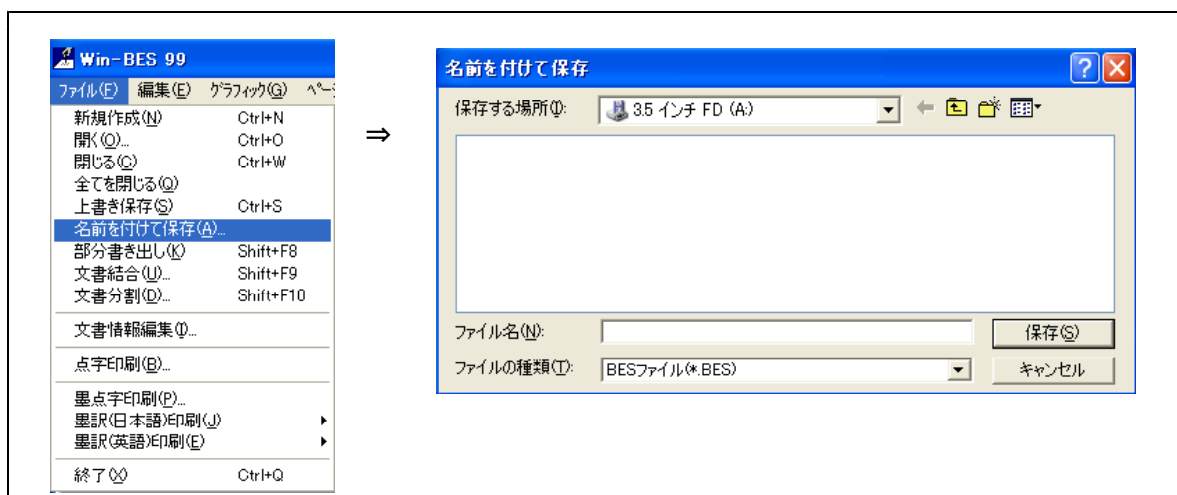 Win-BES 99
ファイル(F) 編集(E) グラフィック(G) ペー
新規作成(N) Ctrl+N
開く(O)... Ctrl+O
閉じる(C) Ctrl+W
全てを閉じる(Q)
上書き保存(S) Ctrl+S
名前を付けて保存(A)...
部分書き出し(K) Shift+F8
文書結合(U)... Shift+F9
文書分割(D)... Shift+F10
文書情報編集(I)...
点字印刷(B)...
墨点字印刷(P)...
墨訳(日本語)印刷(J)
墨訳(英語)印刷(E)
終了(X) Ctrl+Q
⇒
名前を付けて保存
保存する場所(I): 3.5 インチ FD (A:)
ファイル名(N): 保存(S)
ファイルの種類(T): BESファイル(*.BES) キャンセル